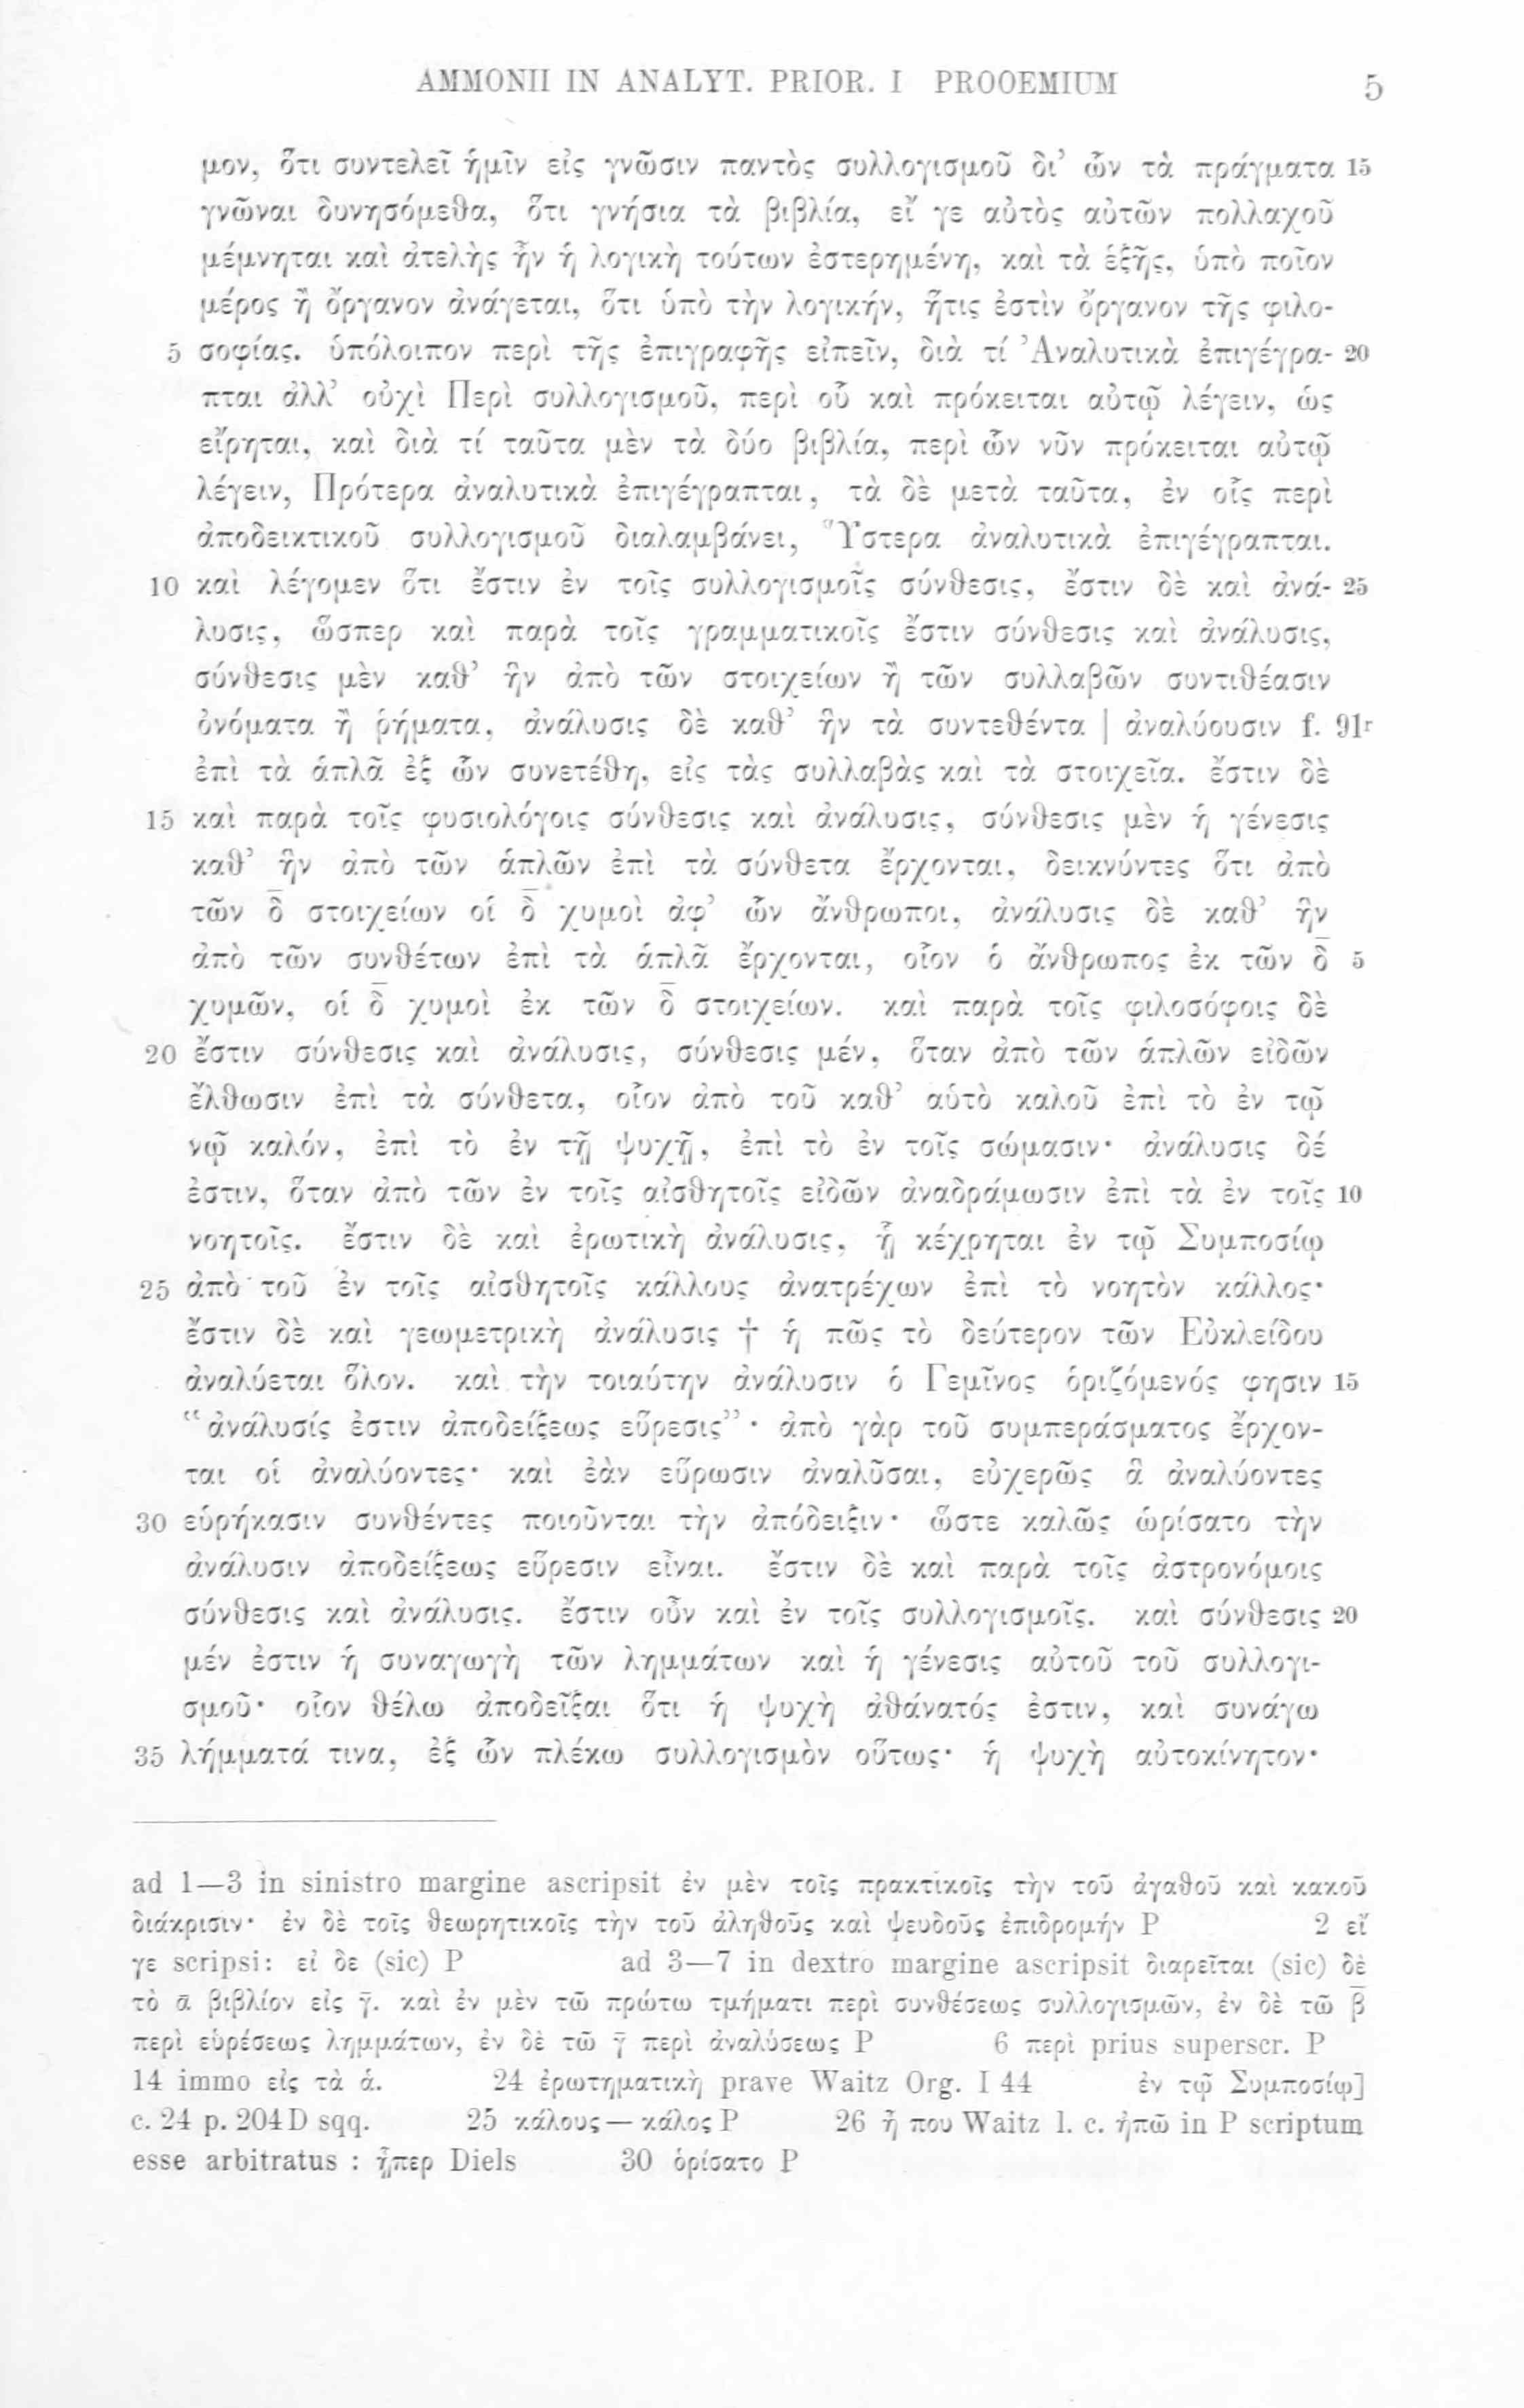 AMMONII IN ANALYT. PRIOR. I PROOEMIUM 5
μον, ὅτι συντελεῖ ἡμῖν εἰς γνῶσιν παντὸς συλλογισμοῦ δι’ ὧν τὰ πράγματα 15
γνῶναι δυνησόμεθα, ὅτι γνήσια τὰ βιβλία, εἴ γε αὐτὸς αὐτῶν πολλαχοῦ
μέμνηται καὶ ἀτελὴς ἦν ἡ λογικὴ τούτων ἐστερημένη, καὶ τὰ ἑξῆς, ὑπὸ ποῖον
μέρος ἢ ὄργανον ἀνάγεται, ὅτι ὑπὸ τὴν λογικήν, ἥτις ἐστὶν ὄργανον τῆς φιλο-
5 σοφίας. ὑπόλοιπον περὶ τῆς ἐπιγραφῆς εἰπεῖν, διὰ τί Ἀναλυτικὰ ἐπιγέγρα- 20
πται ἀλλ’ οὐχὶ Περὶ συλλογισμοῦ, περὶ οὗ καὶ πρόκειται αὐτῷ λέγειν, ὡς
εἴρηται, καὶ διὰ τί ταῦτα μὲν τὰ δύο βιβλία, περὶ ὧν νῦν πρόκειται αὐτῷ
λέγειν, Πρότερα ἀναλυτικὰ ἐπιγέγραπται, τὰ δὲ μετὰ ταῦτα, ἐν οἷς περὶ
ἀποδεικτικοῦ συλλογισμοῦ διαλαμβάνει, Ὕστερα ἀναλυτικὰ ἐπιγέγραπται.
10 καὶ λέγομεν ὅτι ἔστιν ἐν τοῖς συλλογισμοῖς σύνθεσις, ἔστιν δὲ καὶ ἀνά- 25
λυσις, ὥσπερ καὶ παρὰ τοῖς γραμματικοῖς ἔστιν σύνθεσις καὶ ἀνάλυσις,
σύνθεσις μὲν καθ’ ἣν ἀπὸ τῶν στοιχείων ἢ τῶν συλλαβῶν συντιθέασιν
ὀνόματα ἢ ῥήματα, ἀνάλυσις δὲ καθ’ ἣν τὰ συντεθέντα | ἀναλύουσιν f. 91r
ἐπὶ τὰ ἁπλᾶ ἐξ ὧν συνετέθη, εἰς τὰς συλλαβὰς καὶ τὰ στοιχεῖα. ἔστιν δὲ
15 καὶ παρὰ τοῖς φυσιολόγοις σύνθεσις καὶ ἀνάλυσις, σύνθεσις μὲν ἡ γένεσις
καθ’ ἣν ἀπὸ τῶν ἁπλῶν ἐπὶ τὰ σύνθετα ἔρχονται, δεικνύντες ὅτι ἀπὸ
τῶν δ̄ στοιχείων οἱ δ̄ χυμοὶ ἀφ’ ὧν ἄνθρωποι, ἀνάλυσις δὲ καθ’ ἣν
ἀπὸ τῶν συνθέτων ἐπὶ τὰ ἁπλᾶ ἔρχονται, οἷον ὁ ἄνθρωπος ἐκ τῶν δ̄ 5
χυμῶν, οἱ δ̄ χυμοὶ ἐκ τῶν δ̄ στοιχείων. καὶ παρὰ τοῖς φιλοσόφοις δὲ
20 ἔστιν σύνθεσις καὶ ἀνάλυσις, σύνθεσις μέν, ὅταν ἀπὸ τῶν ἁπλῶν εἰδῶν
ἔλθωσιν ἐπὶ τὰ σύνθετα, οἷον ἀπὸ τοῦ καθ’ αὑτὸ καλοῦ ἐπὶ τὸ ἐν τῷ
νῷ καλόν, ἐπὶ τὸ ἐν τῇ ψυχῇ, ἐπὶ τὸ ἐν τοῖς σώμασιν· ἀνάλυσις δέ
ἐστιν, ὅταν ἀπὸ τῶν ἐν τοῖς αἰσθητοῖς εἰδῶν ἀναδράμωσιν ἐπὶ τὰ ἐν τοῖς 10
νοητοῖς. ἔστιν δὲ καὶ ἐρωτικὴ ἀνάλυσις, ᾗ κέχρηται ἐν τῷ Συμποσίῳ
25 ἀπὸ τοῦ ἐν τοῖς αἰσθητοῖς κάλλους ἀνατρέχων ἐπὶ τὸ νοητὸν κάλλος·
ἔστιν δὲ καὶ γεωμετρικὴ ἀνάλυσις † ἡ πῶς τὸ δεύτερον τῶν Εὐκλείδου
ἀναλύεται ὅλον. καὶ τὴν τοιαύτην ἀνάλυσιν ὁ Γεμῖνος ὁριζόμενός φησιν 15
“ἀνάλυσίς ἐστιν ἀποδείξεως εὕρεσις”· ἀπὸ γὰρ τοῦ συμπεράσματος ἔρχον-
ται οἱ ἀναλύοντες· καὶ ἐὰν εὕρωσιν ἀναλῦσαι, εὐχερῶς ἃ ἀναλύοντες
30 εὑρήκασιν συνθέντες ποιοῦνται τὴν ἀπόδειξιν· ὥστε καλῶς ὡρίσατο τὴν
ἀνάλυσιν ἀποδείξεως εὕρεσιν εἶναι. ἔστιν δὲ καὶ παρὰ τοῖς ἀστρονόμοις
σύνθεσις καὶ ἀνάλυσις. ἔστιν οὖν καὶ ἐν τοῖς συλλογισμοῖς. καὶ σύνθεσις 20
μέν ἐστιν ἡ συναγωγὴ τῶν λημμάτων καὶ ἡ γένεσις αὐτοῦ τοῦ συλλογι-
σμοῦ· οἷον θέλω ἀποδεῖξαι ὅτι ἡ ψυχὴ ἀθάνατός ἐστιν, καὶ συνάγω
35 λήμματά τινα, ἐξ ὧν πλέκω συλλογισμὸν οὕτως· ἡ ψυχὴ αὐτοκίνητον·
ad 1—3 in sinistro margine ascripsit ἐν μὲν τοῖς πρακτικοῖς τὴν τοῦ ἀγαθοῦ καὶ κακοῦ
διάκρισιν· ἐν δὲ τοῖς θεωρητικοῖς τὴν τοῦ ἀληθοῦς καὶ ψευδοῦς ἐπιδρομήν P 2 εἴ
γε scripsi: εἰ δε (sic) P ad 3—7 in dextro margine ascripsit διαρεῖται (sic) δὲ
τὸ ᾱ βιβλίον εἰς γ̄. καὶ ἐν μὲν τῶ πρώτω τμήματι περὶ συνθέσεως συλλογισμῶν, ἐν δὲ τῶ β̄
περὶ εὑρέσεως λημμάτων, ἐν δὲ τῶ γ̄ περὶ ἀναλύσεως P 6 περὶ prius superscr. P
14 immo εἰς τὰ ἁ. 24 ἐρωτηματικὴ prave Waitz Org. I 44 ἐν τῷ Συμποσίῳ]
c. 24 p. 204D sqq. 25 κάλους — κάλος P 26 ἤ που Waitz l. c. ἠπῶ in P scriptum
esse arbitratus : ᾗπερ Diels 30 ὁρίσατο P